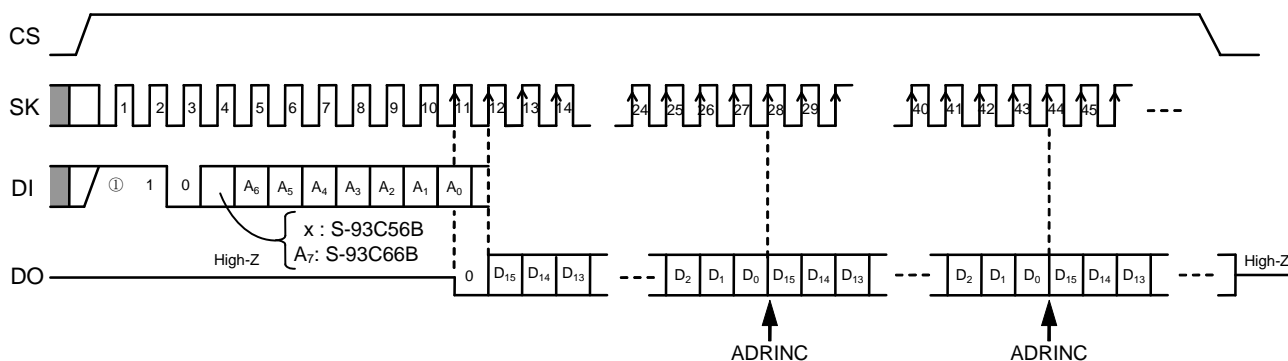 CS
SK 1 2 3 4 5 6 7 8 9 10 11 12 13 14 24 25 26 27 28 29 40 41 42 43 44 45
DI ① 1 0 A₆ A₅ A₄ A₃ A₂ A₁ A₀
x : S-93C56B
A₇: S-93C66B
DO High-Z 0 D₁₅ D₁₄ D₁₃ D₂ D₁ D₀ D₁₅ D₁₄ D₁₃ D₂ D₁ D₀ D₁₅ D₁₄ D₁₃ High-Z
ADRINC ADRINC